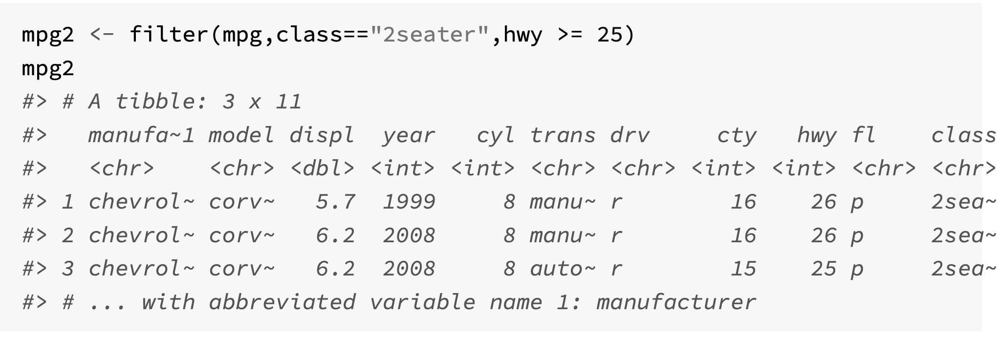 mpg2 <- filter(mpg,class=="2seater",hwy >= 25)
mpg2
#> # A tibble: 3 x 11
#>   manufa~1 model displ  year   cyl trans drv     cty   hwy fl    class
#>   <chr>    <chr> <dbl> <int> <int> <chr> <chr> <int> <int> <chr> <chr>
#> 1 chevrol~ corv~   5.7  1999     8 manu~ r        16    26 p     2sea~
#> 2 chevrol~ corv~   6.2  2008     8 manu~ r        16    26 p     2sea~
#> 3 chevrol~ corv~   6.2  2008     8 auto~ r        15    25 p     2sea~
#> # ... with abbreviated variable name 1: manufacturer